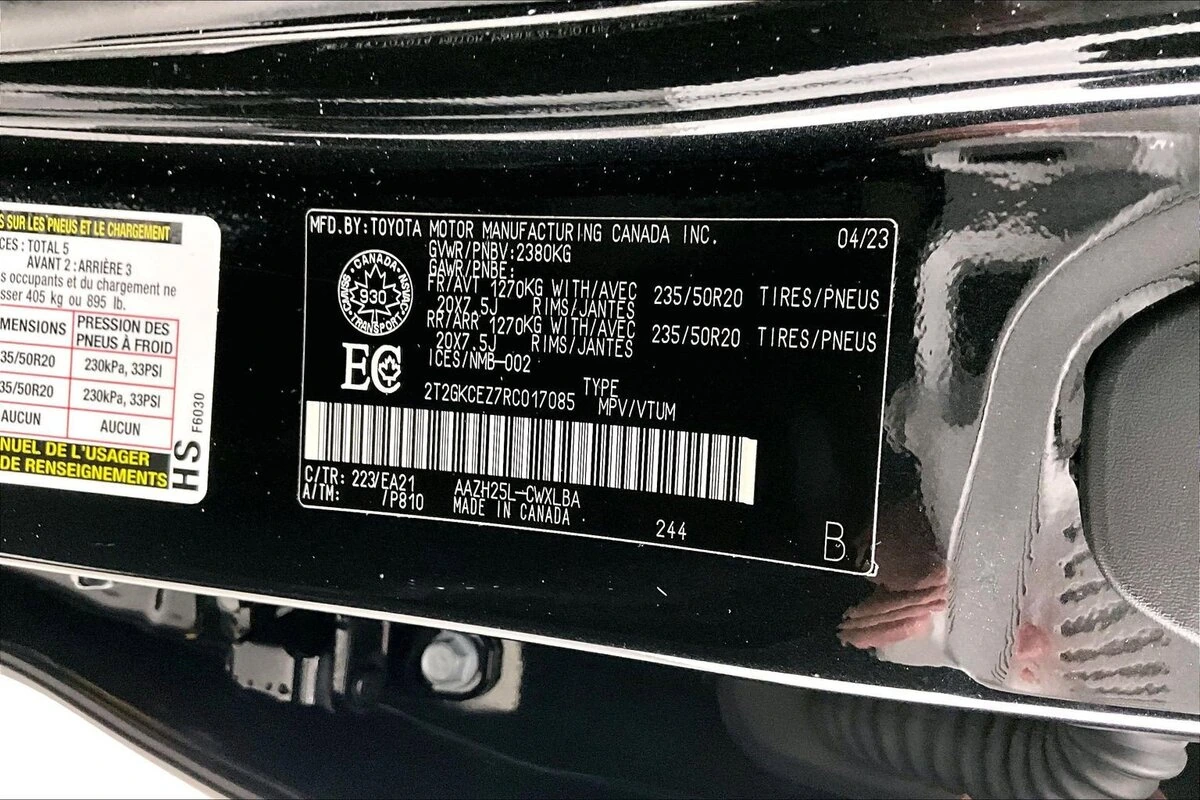 S SUR LES PNEUS ET LE CHARGEMENT
CES : TOTAL 5
AVANT 2 : ARRIÈRE 3
s occupants et du chargement ne
sser 405 kg ou 895 lb.
MENSIONS PRESSION DES PNEUS À FROID
35/50R20 230kPa, 33PSI
35/50R20 230kPa, 33PSI
AUCUN AUCUN
NUEL DE L'USAGER
DE RENSEIGNEMENTS
HS F6030
MFD.BY:TOYOTA MOTOR MANUFACTURING CANADA INC. 04/23
GVWR/PNBV:2380KG
GAWR/PNBE:
FR/AVT 1270KG WITH/AVEC 235/50R20 TIRES/PNEUS
20X7.5J RIMS/JANTES
RR/ARR 1270KG WITH/AVEC 235/50R20 TIRES/PNEUS
20X7.5J RIMS/JANTES
ICES/NMB-002
CANADA
930
TRANSPORT
EC
2T2GKCEZ7RC017085 TYPE
MPV/VTUM
C/TR: 223/EA21 AAZH25L-CWXLBA
A/TM: /P810 MADE IN CANADA
244 B